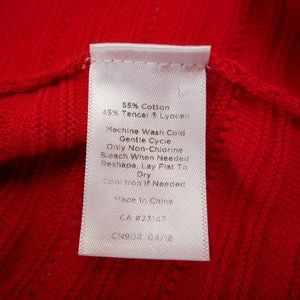 L
55% Cotton
45% Tencel ® Lyocell
Machine Wash Cold
Gentle Cycle
Only Non-Chlorine
Bleach When Needed
Reshape, Lay Flat To
Dry
Cool Iron If Needed
Made In China
CA #23147
CN904 04/18